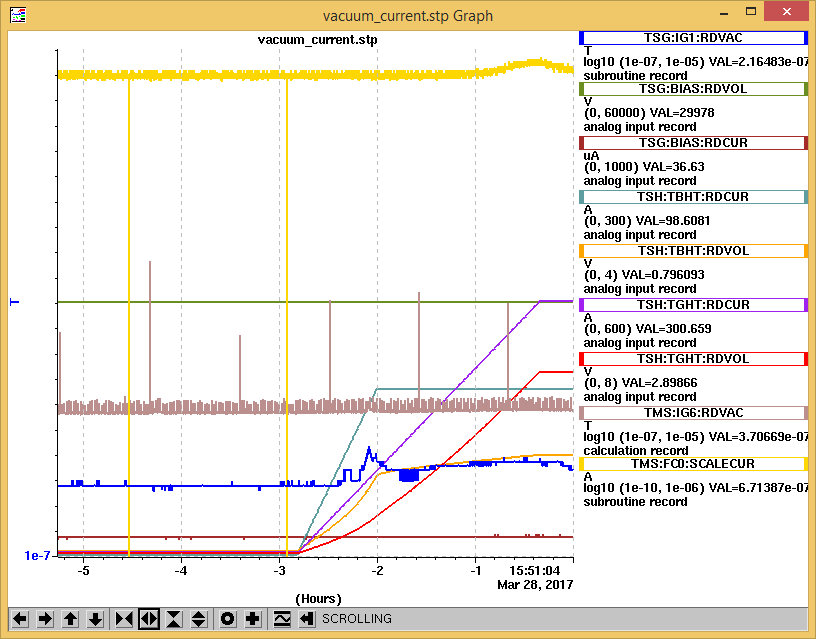 vacuum_current.stp Graph
vacuum_current.stp
TSG:IG1:RDVAC
T
log10 (1e-07, 1e-05) VAL=2.16483e-07
subroutine record
TSG:BIAS:RDVOL
V
(0, 60000) VAL=29978
analog input record
TSG:BIAS:RDCUR
uA
(0, 1000) VAL=36.63
analog input record
TSH:TBHT:RDCUR
A
(0, 300) VAL=98.6081
analog input record
TSH:TBHT:RDVOL
V
(0, 4) VAL=0.796093
analog input record
TSH:TGHT:RDCUR
A
(0, 600) VAL=300.659
analog input record
TSH:TGHT:RDVOL
V
(0, 8) VAL=2.89866
analog input record
TMS:IG6:RDVAC
T
log10 (1e-07, 1e-05) VAL=3.70669e-07
calculation record
TMS:FC0:SCALECUR
A
log10 (1e-10, 1e-06) VAL=6.71387e-07
subroutine record
T
1e-7
-5 -4 -3 -2 -1 15:51:04
Mar 28, 2017
(Hours)
SCROLLING